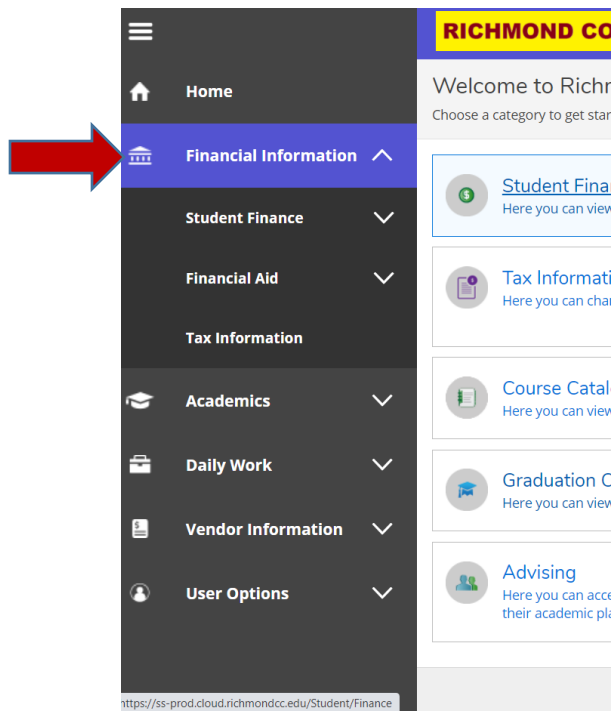 Home
Financial Information
Student Finance
Financial Aid
Tax Information
Academics
Daily Work
Vendor Information
User Options
https://ss-prod.cloud.richmondcc.edu/Student/Finance
RICHMOND CO
Welcome to Richm
Choose a category to get star
Student Fina
Here you can view
Tax Informati
Here you can char
Course Catal
Here you can view
Graduation O
Here you can view
Advising
Here you can acce
their academic pla